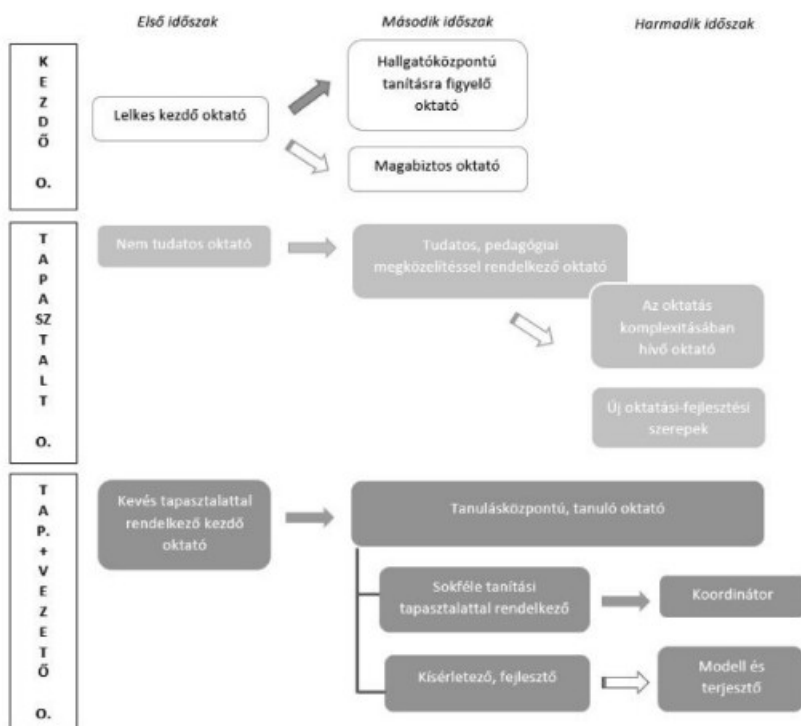 Első időszak
Második időszak
Harmadik időszak
K
E
Z
D
Ő
O.
Lelkes kezdő oktató
Hallgatóközpontú
tanításra figyelő
oktató
Magabiztos oktató
T
A
P
A
SZ
T
A
L
T
O.
Nem tudatos oktató
Tudatos, pedagógiai
megközelítéssel rendelkező oktató
Az oktatás
komplexitásában
hívő oktató
Új oktatási-fejlesztési
szerepek
T
A
P.
+
V
E
Z
E
T
Ő
O.
Kevés tapasztalattal
rendelkező kezdő
oktató
Tanulásközpontú, tanuló oktató
Sokféle tanítási
tapasztalattal rendelkező
Koordinátor
Kísérletező, fejlesztő
Modell és
terjesztő